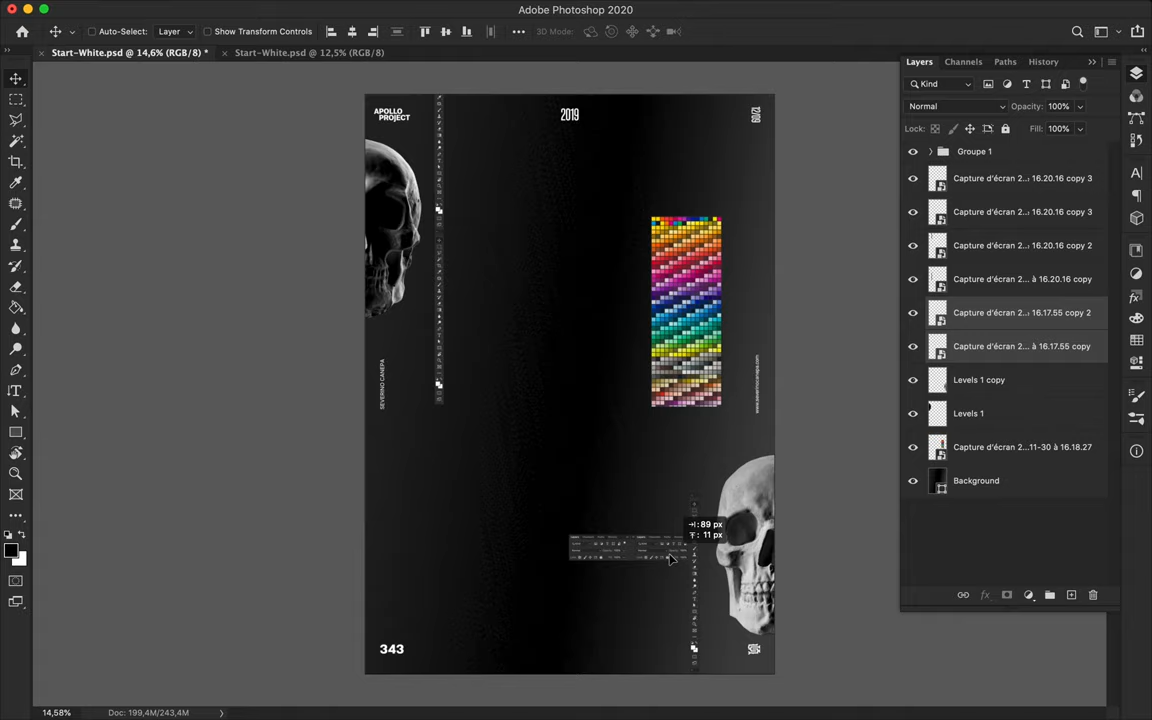 Adobe Photoshop 2020
Auto-Select: Layer Show Transform Controls 3D Mode:
Start-White.psd @ 14,6% (RGB/8) * Start-White.psd @ 12,5% (RGB/8)
Layers Channels Paths History
Kind
Normal Opacity: 100%
Lock: Fill: 100%
Groupe 1
Capture d'écran 2...: 16.20.16 copy 3
Capture d'écran 2...: 16.20.16 copy 3
Capture d'écran 2...: 16.20.16 copy 2
Capture d'écran 2... à 16.20.16 copy
Capture d'écran 2...: 16.17.55 copy 2
Capture d'écran 2... à 16.17.55 copy
Levels 1 copy
Levels 1
Capture d'écran 2...11-30 à 16.18.27
Background
APOLLO
PROJECT
2019
SEVERINO CANEPA
www.severinocanepa.com
: 89 px
: 11 px
343
14,58% Doc: 199,4M/243,4M